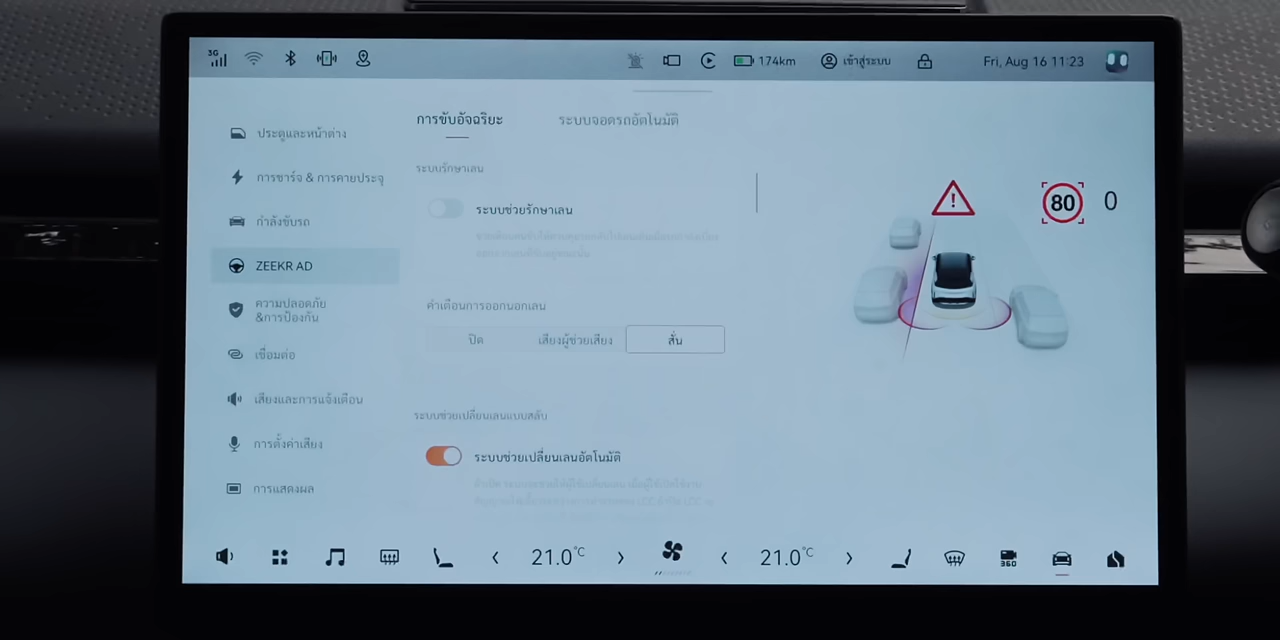 3G
174km
เข้าสู่ระบบ
Fri, Aug 16 11:23
ประตูและหน้าต่าง
การชาร์จ & การคายประจุ
กำลังขับรถ
ZEEKR AD
ความปลอดภัย
&การป้องกัน
เชื่อมต่อ
เสียงและการแจ้งเตือน
การตั้งค่าเสียง
การแสดงผล
การขับอัจฉริยะ
ระบบจอดรถอัตโนมัติ
ระบบรักษาเลน
ระบบช่วยรักษาเลน
คำเตือนการออกนอกเลน
ปิด
เสียงผู้ช่วยเสียง
สั่น
ระบบช่วยเปลี่ยนเลนแบบสลับ
ระบบช่วยเปลี่ยนเลนอัตโนมัติ
80
0
21.0°C
21.0°C
360